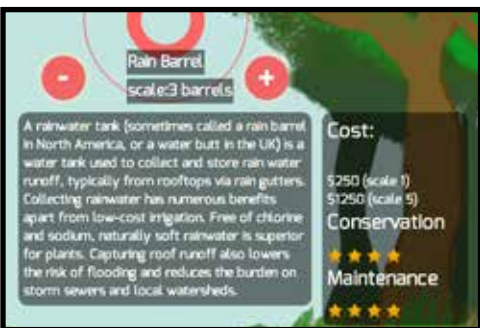 Rain Barrel
-
+
scale:3 barrels
A rainwater tank (sometimes called a rain barrel
in North America, or a water butt in the UK) is a
water tank used to collect and store rain water
runoff, typically from rooftops via rain gutters.
Collecting rainwater has numerous benefits
apart from low-cost irrigation. Free of chlorine
and sodium, naturally soft rainwater is superior
for plants. Capturing roof runoff also lowers
the risk of flooding and reduces the burden on
storm sewers and local watersheds.
Cost:
$250 (scale 1)
$1250 (scale 5)
Conservation
Maintenance